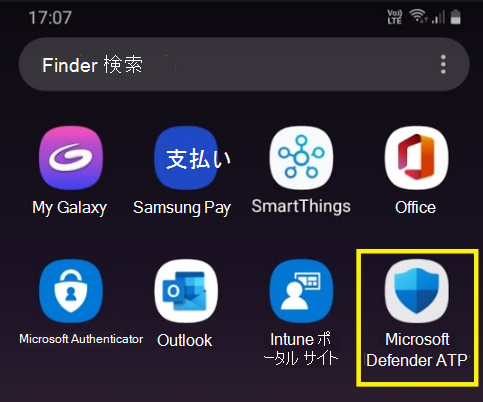 17:07
Vo)) LTE
Finder 検索
支払い
My Galaxy
Samsung Pay
SmartThings
Office
Microsoft Authenticator
Outlook
Intune ポ
ータル サイト
Microsoft
Defender ATP